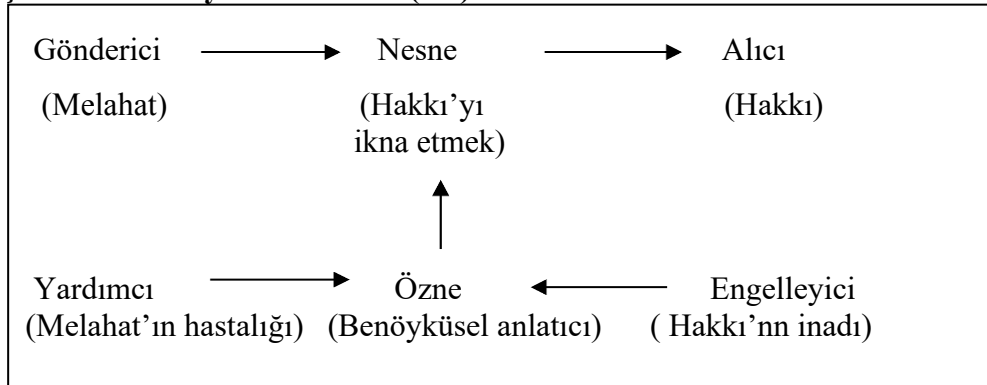 Gönderici Nesne Alıcı
(Melahat) (Hakkı’yı (Hakkı)
ikna etmek)
Yardımcı Özne Engelleyici
(Melahat’ın hastalığı) (Benöyküsel anlatıcı) ( Hakkı’nn inadı)